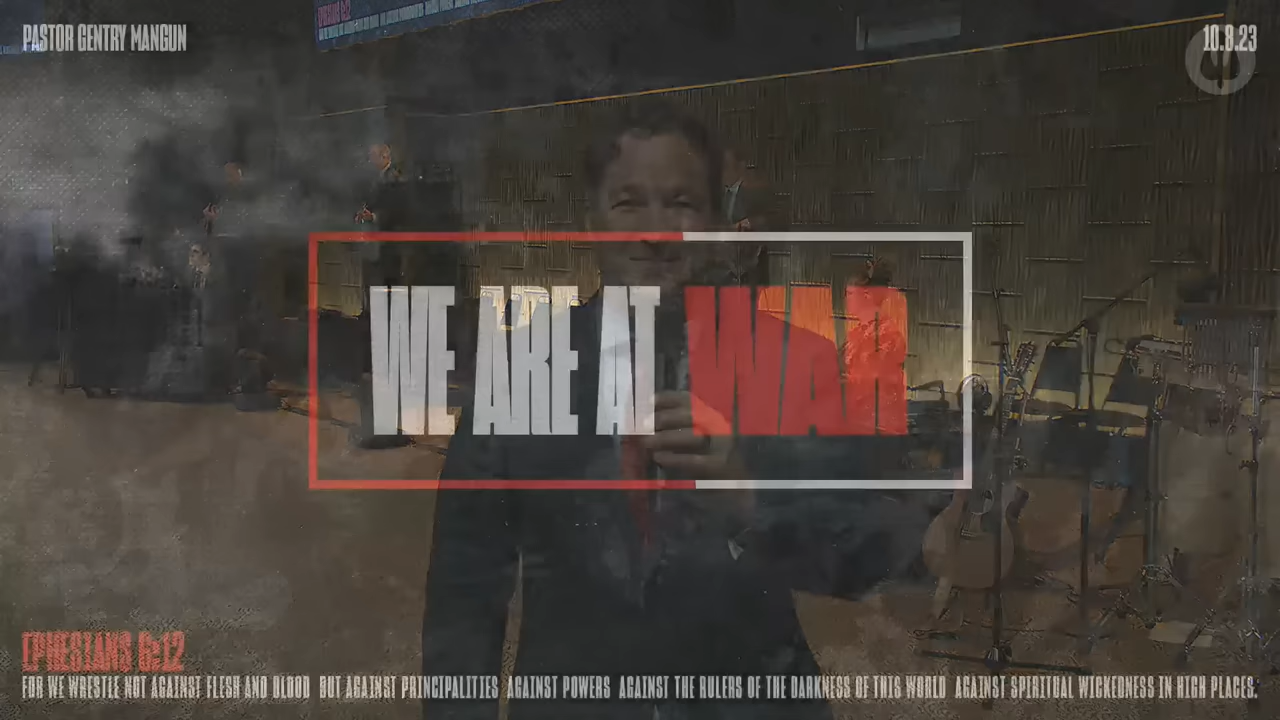 PASTOR GENTRY MANGUN
10.8.23
WE ARE AT WAR
EPHESIANS 6:12
FOR WE WRESTLE NOT AGAINST FLESH AND BLOOD BUT AGAINST PRINCIPALITIES AGAINST POWERS AGAINST THE RULERS OF THE DARKNESS OF THIS WORLD AGAINST SPIRITUAL WICKEDNESS IN HIGH PLACES.